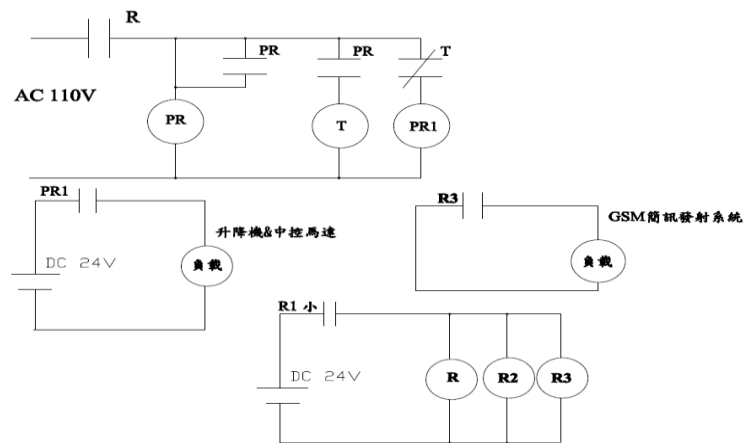 R
PR
PR
T
AC 110V
PR
T
PR1
PR1
升降機&中控馬達
DC 24V
負載
R3
GSM簡訊發射系統
負載
R1 小
DC 24V
R
R2
R3